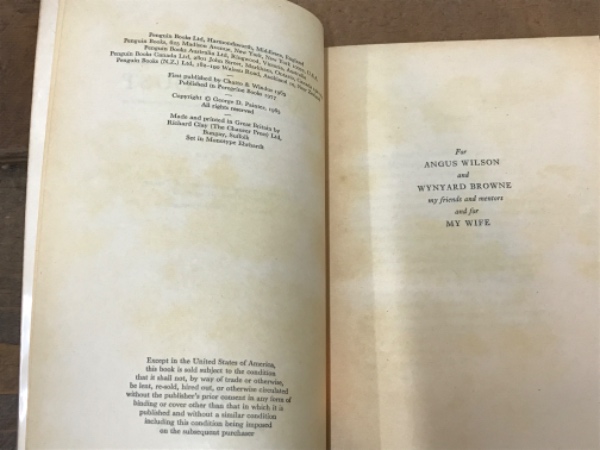 Penguin Books Ltd, Harmondsworth, Middlesex, England
Penguin Books, 625 Madison Avenue, New York, New York 10022, U.S.A.
Penguin Books Australia Ltd, Ringwood, Victoria, Australia
Penguin Books Canada Ltd, 2801 John Street, Markham, Ontario, Canada
Penguin Books (N.Z.) Ltd, 182–190 Wairau Road, Auckland 10, New Zealand
—
First published by Chatto & Windus
Published in Peregrine Books 1977
—
Copyright © George D. Painter,
All rights reserved
—
Made and printed in Great Britain by
Richard Clay (The Chaucer Press) Ltd,
Bungay, Suffolk
Set in Monotype Ehrhardt
Except in the United States of America,
this book is sold subject to the condition
that it shall not, by way of trade or otherwise,
be lent, re-sold, hired out, or otherwise circulated
without the publisher's prior consent in any form of
binding or cover other than that in which it is
published and without a similar condition
including this condition being imposed
on the subsequent purchaser
For
ANGUS WILSON
and
WYNYARD BROWNE
my friends and mentors
and for
MY WIFE